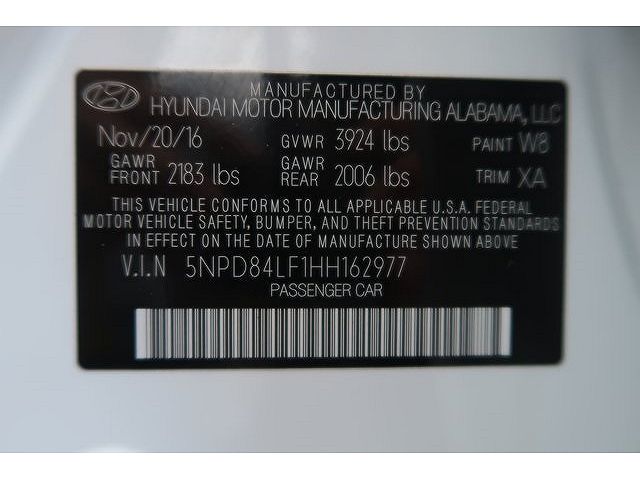 MANUFACTURED BY
HYUNDAI MOTOR MANUFACTURING ALABAMA, LLC
Nov/20/16 GVWR 3924 lbs PAINT W8
GAWR FRONT 2183 lbs GAWR REAR 2006 lbs TRIM XA
THIS VEHICLE CONFORMS TO ALL APPLICABLE U.S.A. FEDERAL
MOTOR VEHICLE SAFETY, BUMPER, AND THEFT PREVENTION STANDARDS
IN EFFECT ON THE DATE OF MANUFACTURE SHOWN ABOVE
V.I.N 5NPD84LF1HH162977
PASSENGER CAR